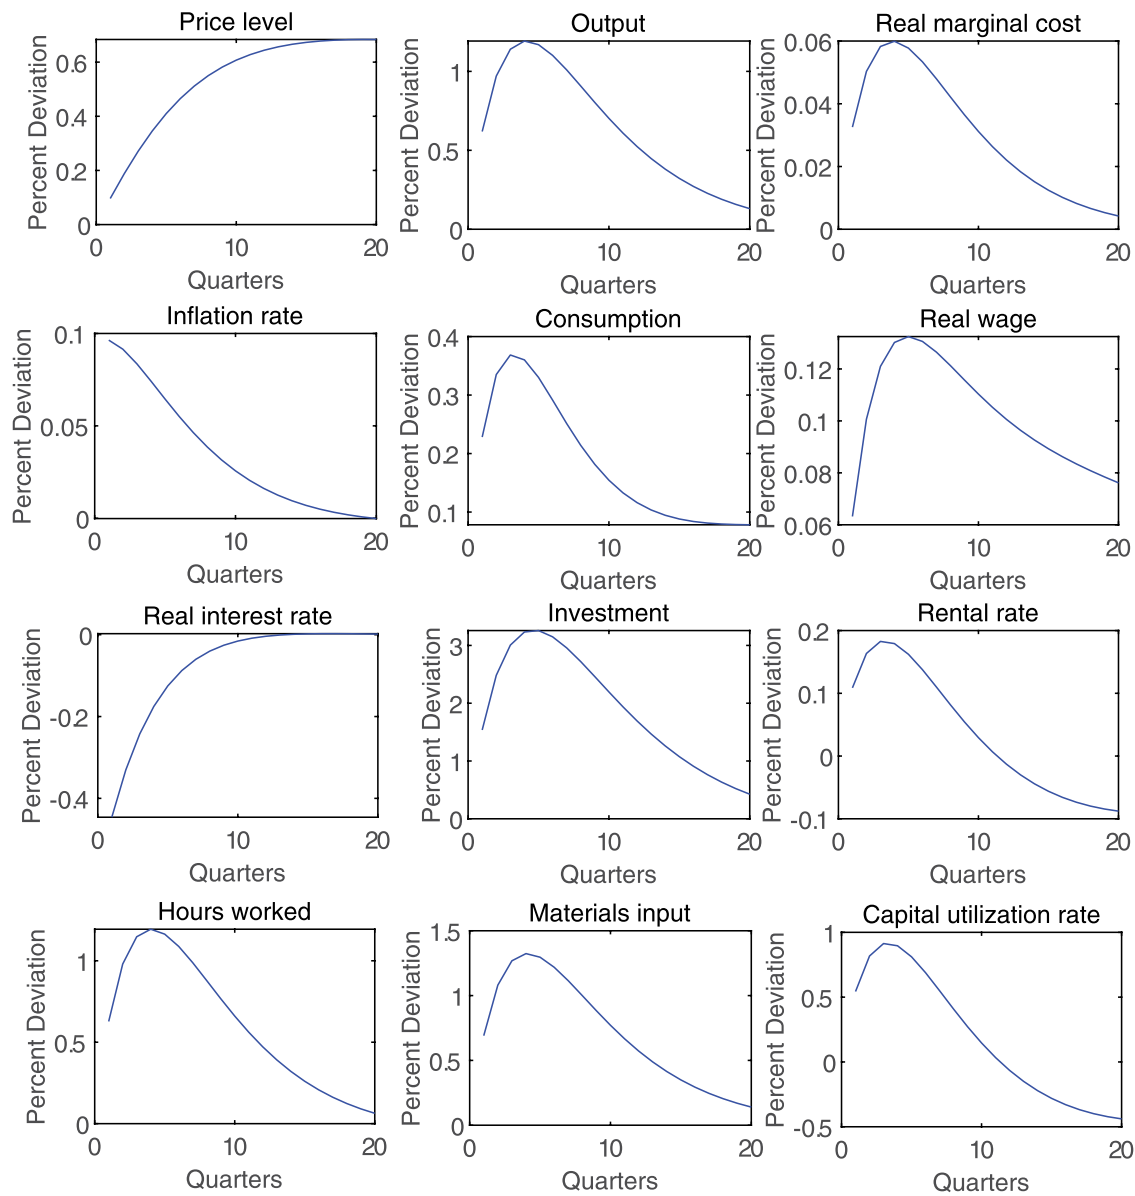 Price level
Percent Deviation
0.6
0.4
0.2
0
0 10 20
Quarters
Output
Percent Deviation
1
0.5
0
0 10 20
Quarters
Real marginal cost
Percent Deviation
0.06
0.04
0.02
0
0 10 20
Quarters
Inflation rate
Percent Deviation
0.1
0.05
0
0 10 20
Quarters
Consumption
Percent Deviation
0.4
0.3
0.2
0.1
0 10 20
Quarters
Real wage
Percent Deviation
0.12
0.1
0.08
0.06
0 10 20
Quarters
Real interest rate
Percent Deviation
0
-0.2
-0.4
0 10 20
Quarters
Investment
Percent Deviation
3
2
1
0
0 10 20
Quarters
Rental rate
Percent Deviation
0.2
0.1
0
-0.1
0 10 20
Quarters
Hours worked
Percent Deviation
1
0.5
0
0 10 20
Quarters
Materials input
Percent Deviation
1.5
1
0.5
0
0 10 20
Quarters
Capital utilization rate
Percent Deviation
1
0.5
0
-0.5
0 10 20
Quarters